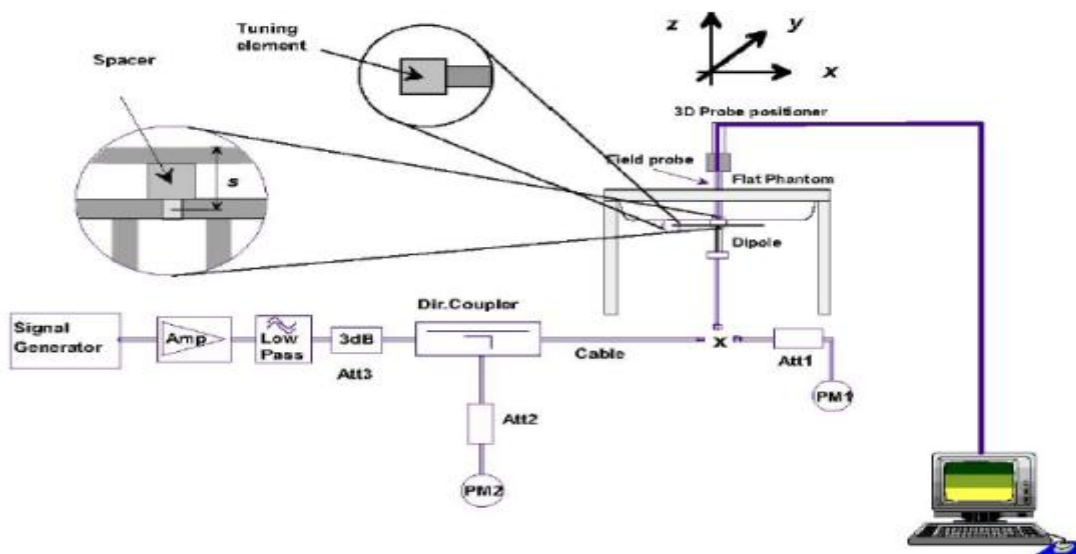 Tuning
element
z
y
x
Spacer
3D Probe positioner
Field probe
Flat Phantom
s
Dipole
Dir.Coupler
Signal
Generator
Amp
Low
Pass
3dB
Att3
Cable
x
Att1
PM1
Att2
PM2